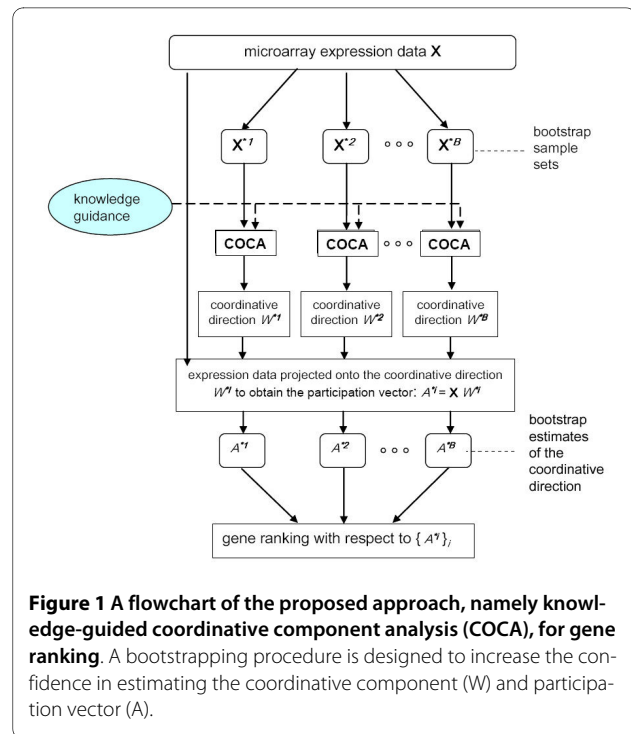 microarray expression data X
X*1
X*2
X*B
bootstrap
sample
sets
knowledge
guidance
COCA
COCA
COCA
coordinative
direction W*1
coordinative
direction W*2
coordinative
direction W*B
expression data projected onto the coordinative direction
W*j to obtain the participation vector: A*j = X W*j
A*1
A*2
A*B
bootstrap
estimates
of the
coordinative
direction
gene ranking with respect to { A*j }i
Figure 1 A flowchart of the proposed approach, namely knowl-
edge-guided coordinative component analysis (COCA), for gene
ranking. A bootstrapping procedure is designed to increase the con-
fidence in estimating the coordinative component (W) and participa-
tion vector (A).